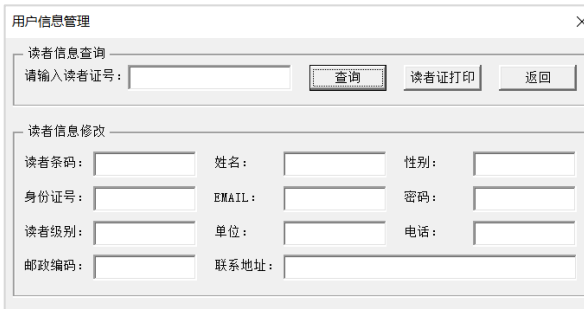 用户信息管理
读者信息查询
请输入读者证号： 查询 读者证打印 返回
读者信息修改
读者条码： 姓名： 性别：
身份证号： EMAIL： 密码：
读者级别： 单位： 电话：
邮政编码： 联系地址：